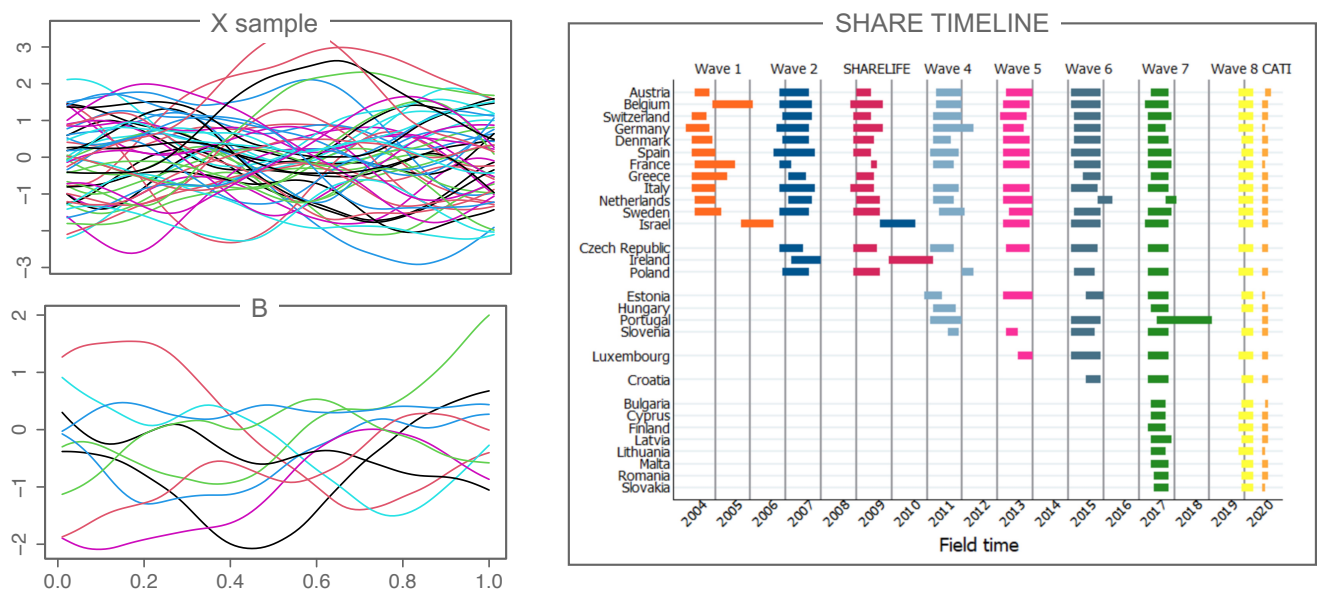 X sample
3
2
1
0
−1
−3
B
2
1
0
−1
−2
0.0 0.2 0.4 0.6 0.8 1.0
SHARE TIMELINE
Wave 1 Wave 2 SHARELIFE Wave 4 Wave 5 Wave 6 Wave 7 Wave 8 CATI
Austria
Belgium
Switzerland
Germany
Denmark
Spain
France
Greece
Italy
Netherlands
Sweden
Israel
Czech Republic
Ireland
Poland
Estonia
Hungary
Portugal
Slovenia
Luxembourg
Croatia
Bulgaria
Cyprus
Finland
Latvia
Lithuania
Malta
Romania
Slovakia
2004 2005 2006 2007 2008 2009 2010 2011 2012 2013 2014 2015 2016 2017 2018 2019 2020
Field time